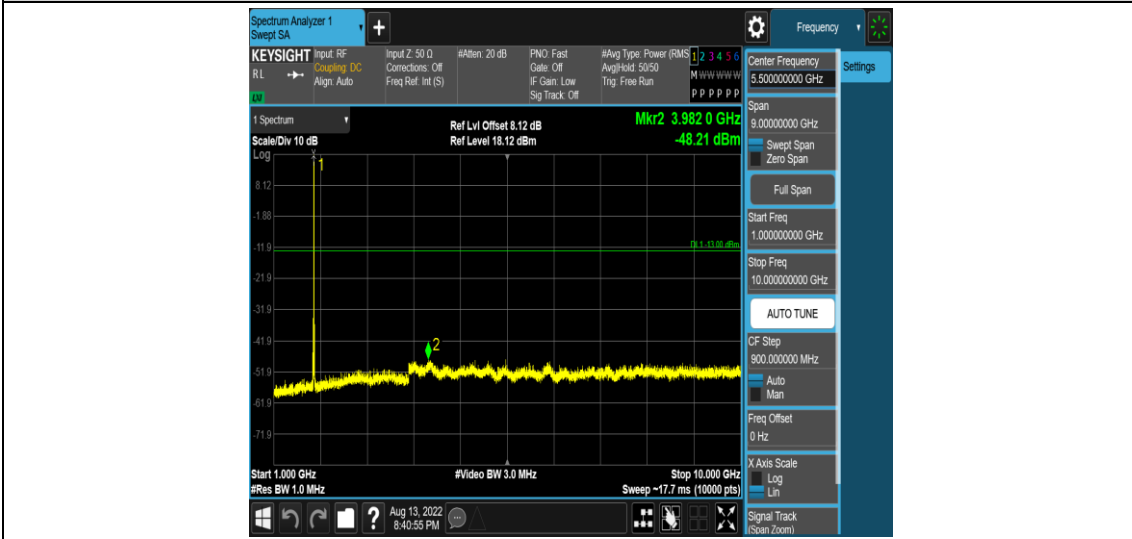 Spectrum Analyzer 1
Swept SA
+
Frequency
KEYSIGHT
RL
Input: RF
Coupling: DC
Align: Auto
Input Z: 50 Ω
Corrections: Off
Freq Ref: Int (S)
#Atten: 20 dB
PNO: Fast
Gate: Off
IF Gain: Low
Sig Track: Off
#Avg Type: Power (RMS
Avg|Hold: 50/50
Trig: Free Run
1 2 3 4 5 6
M W W W W W
P P P P P P
1 Spectrum
Scale/Div 10 dB
Log
Ref Lvl Offset 8.12 dB
Ref Level 18.12 dBm
Mkr2 3.982 0 GHz
-48.21 dBm
1
8.12
-1.88
-11.9
DL1 -13.00 dBm
-21.9
-31.9
-41.9
2
-51.9
-61.9
-71.9
Start 1.000 GHz
#Res BW 1.0 MHz
#Video BW 3.0 MHz
Stop 10.000 GHz
Sweep ~17.7 ms (10000 pts)
?
Aug 13, 2022
8:40:55 PM
Center Frequency
5.500000000 GHz
Settings
Span
9.00000000 GHz
Swept Span
Zero Span
Full Span
Start Freq
1.000000000 GHz
Stop Freq
10.000000000 GHz
AUTO TUNE
CF Step
900.000000 MHz
Auto
Man
Freq Offset
0 Hz
X Axis Scale
Log
Lin
Signal Track
(Span Zoom)